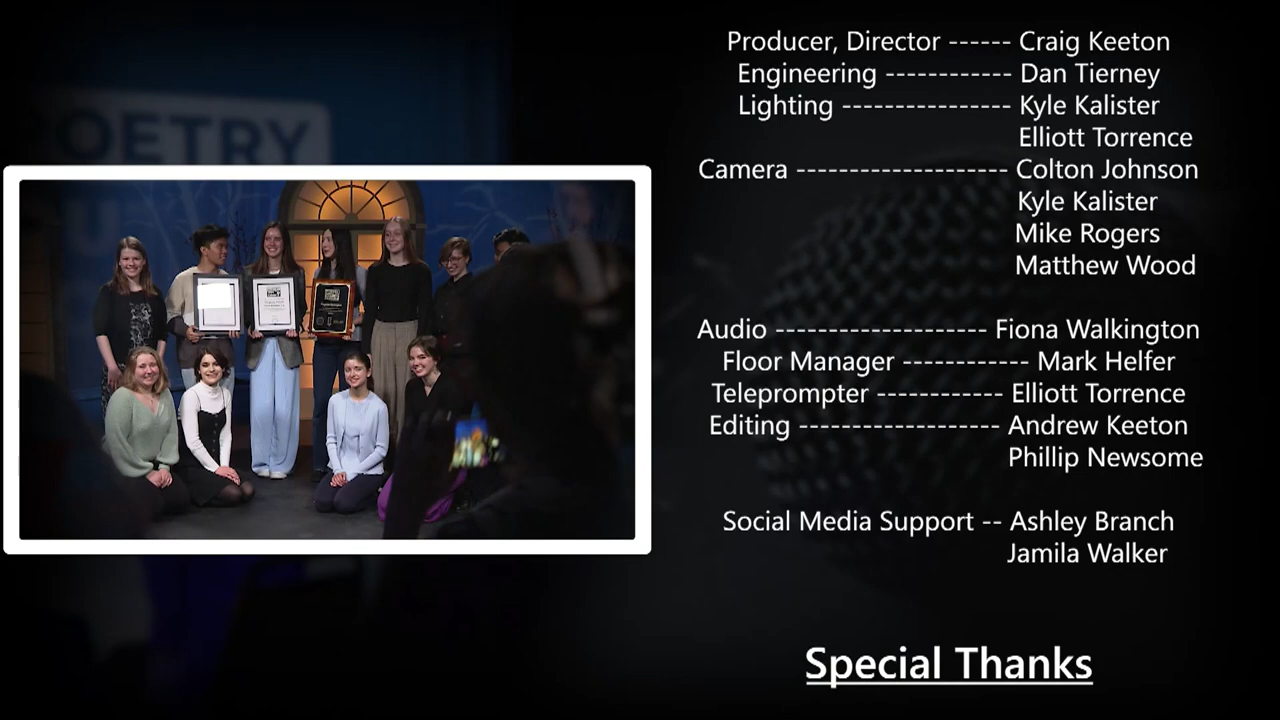 POETRY
Producer, Director ------ Craig Keeton
Engineering ------------ Dan Tierney
Lighting ---------------- Kyle Kalister
Elliott Torrence
Camera -------------------- Colton Johnson
Kyle Kalister
Mike Rogers
Matthew Wood
Audio -------------------- Fiona Walkington
Floor Manager ------------ Mark Helfer
Teleprompter ------------ Elliott Torrence
Editing ------------------- Andrew Keeton
Phillip Newsome
Social Media Support -- Ashley Branch
Jamila Walker
Special Thanks